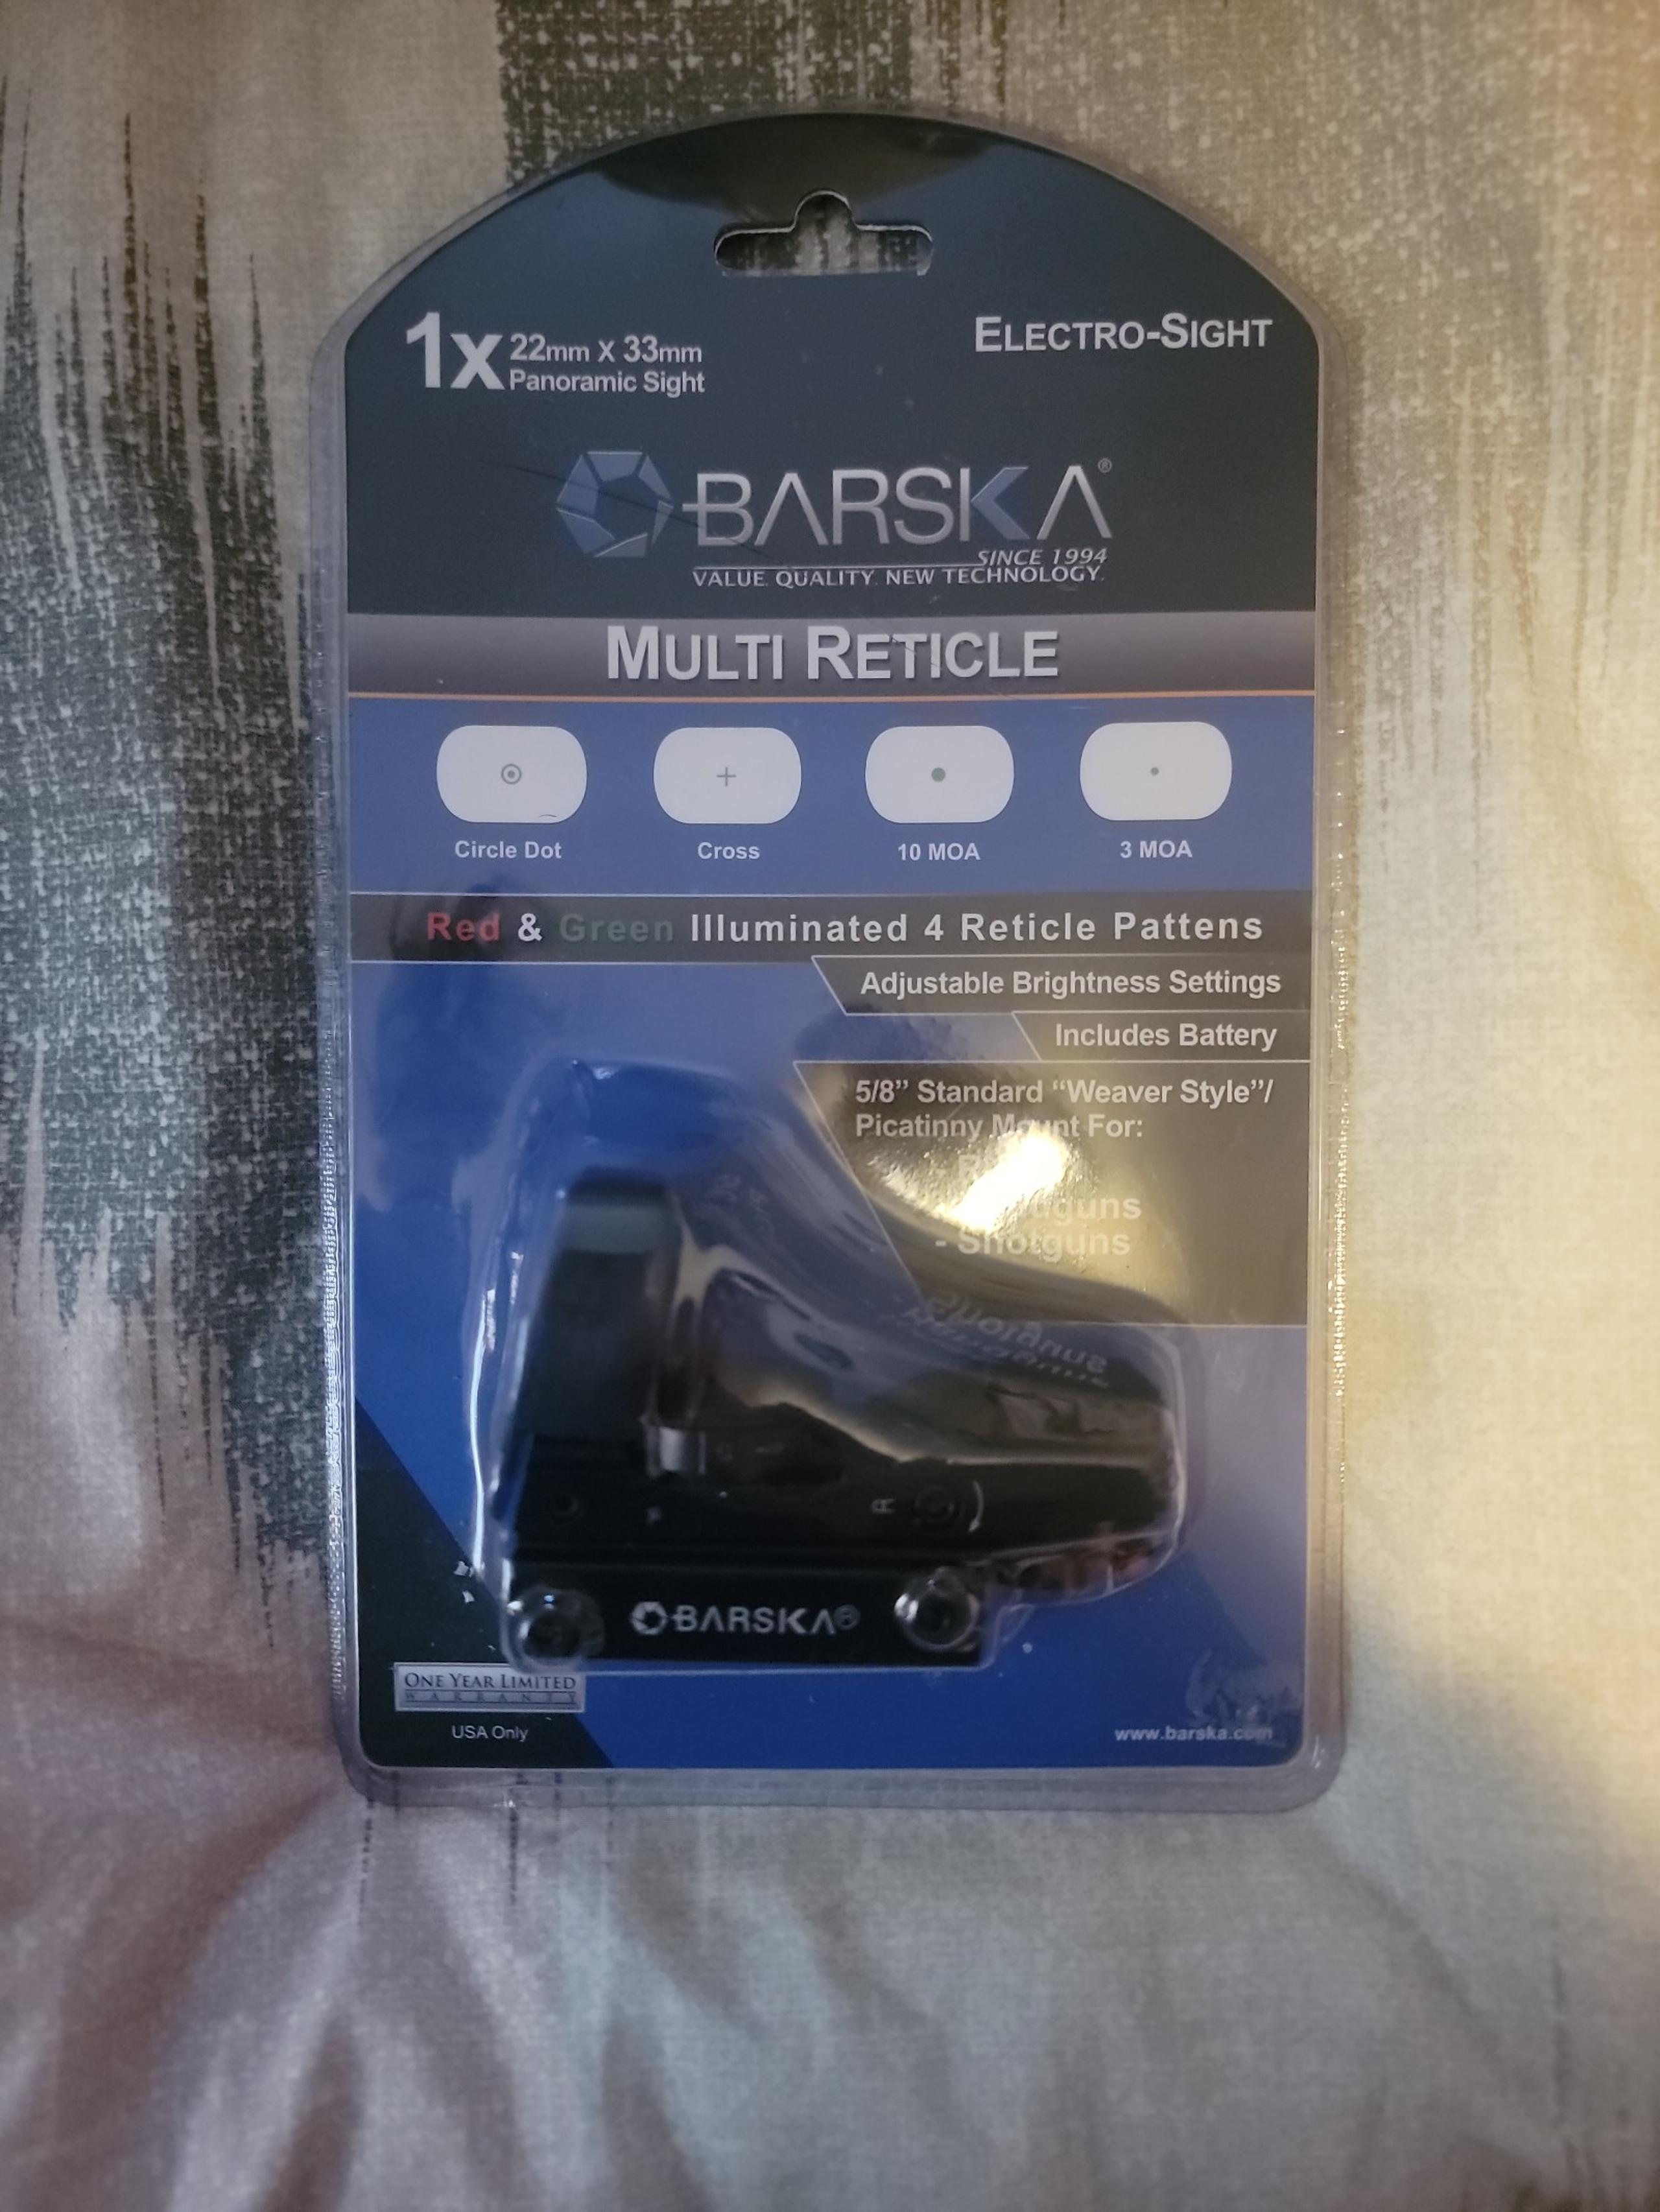 1x 22mm X 33mm
Panoramic Sight
ELECTRO-SIGHT
BARSKA®
SINCE 1994
VALUE. QUALITY. NEW TECHNOLOGY.
MULTI RETICLE
Circle Dot
Cross
10 MOA
3 MOA
Red & Green Illuminated 4 Reticle Pattens
Adjustable Brightness Settings
Includes Battery
5/8” Standard “Weaver Style”/
Picatinny Mount For:
- Shotguns
R
BARSKA®
ONE YEAR LIMITED
WARRANTY
USA Only
www.barska.com